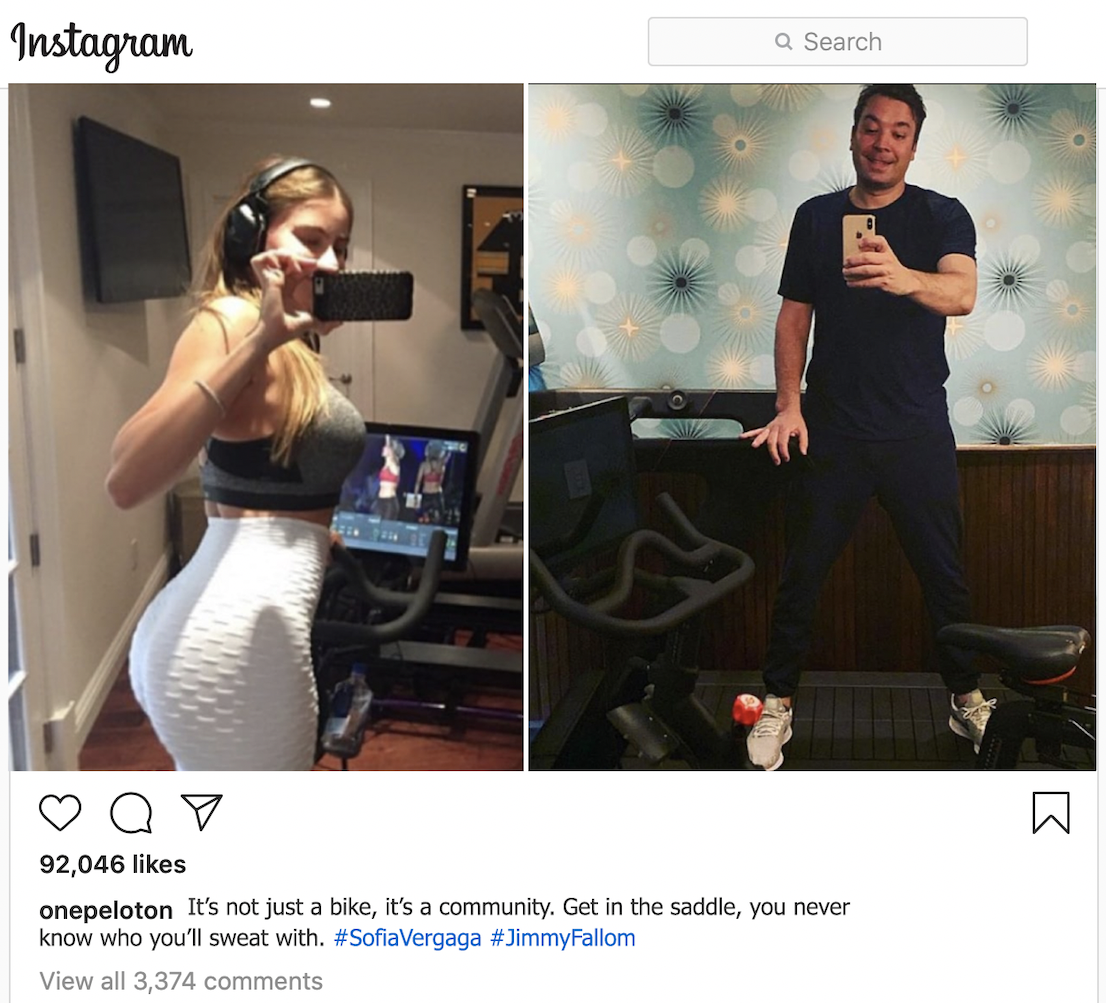 Instagram
Search
92,046 likes
onepeloton It’s not just a bike, it’s a community. Get in the saddle, you never
know who you’ll sweat with. #SofiaVergaga #JimmyFallom
View all 3,374 comments